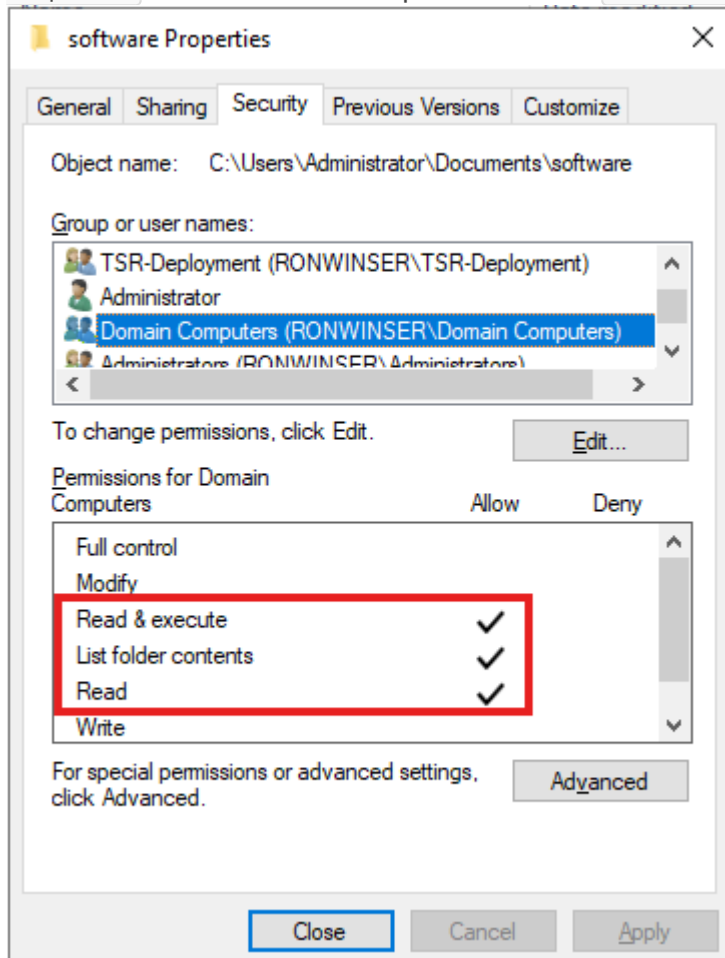 software Properties
General Sharing Security Previous Versions Customize
Object name: C:\Users\Administrator\Documents\software
Group or user names:
TSR-Deployment (RONWINSER\TSR-Deployment)
Administrator
Domain Computers (RONWINSER\Domain Computers)
Administrators (RONWINSER\Administrators)
To change permissions, click Edit.
Edit...
Permissions for Domain
Computers Allow Deny
Full control
Modify
Read & execute
List folder contents
Read
Write
For special permissions or advanced settings,
click Advanced.
Advanced
Close Cancel Apply